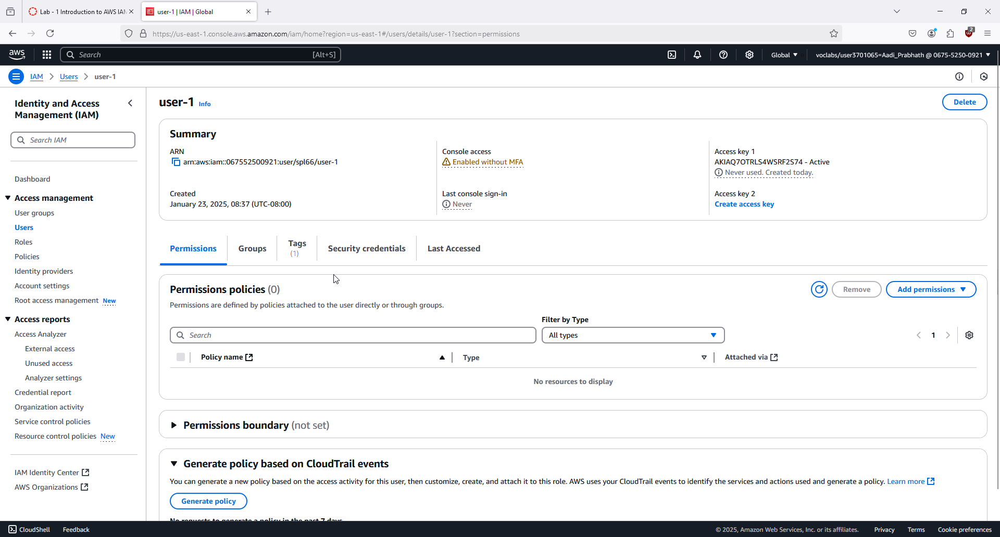 Lab - 1 Introduction to AWS IAM
user-1 | IAM | Global
https://us-east-1.console.aws.amazon.com/iam/home?region=us-east-1#/users/details/user-1?section=permissions
2
aws
Search
[Alt+S]
Global
voclabs/user3701065=Aadi_Prabhath @ 0675-5250-0921
IAM
Users
user-1
Identity and Access
Management (IAM)
Search IAM
Dashboard
Access management
User groups
Users
Roles
Policies
Identity providers
Account settings
Root access management New
Access reports
Access Analyzer
External access
Unused access
Analyzer settings
Credential report
Organization activity
Service control policies
Resource control policies New
IAM Identity Center
AWS Organizations
user-1 Info
Delete
Summary
ARN
arn:aws:iam::067552500921:user/spl66/user-1
Created
January 23, 2025, 08:37 (UTC-08:00)
Console access
Enabled without MFA
Last console sign-in
Never
Access key 1
AKIAQ7OTRLS4WSRF2S74 - Active
Never used. Created today.
Access key 2
Create access key
Permissions
Groups
Tags
(1)
Security credentials
Last Accessed
Permissions policies (0)
Remove
Add permissions
Permissions are defined by policies attached to the user directly or through groups.
Filter by Type
Search
All types
1
Policy name
Type
Attached via
No resources to display
Permissions boundary (not set)
Generate policy based on CloudTrail events
You can generate a new policy based on the access activity for this user, then customize, create, and attach it to this role. AWS uses your CloudTrail events to identify the services and actions used and generate a policy. Learn more
Generate policy
No requests to generate a policy in the past 7 days
CloudShell
Feedback
© 2025, Amazon Web Services, Inc. or its affiliates.
Privacy
Terms
Cookie preferences